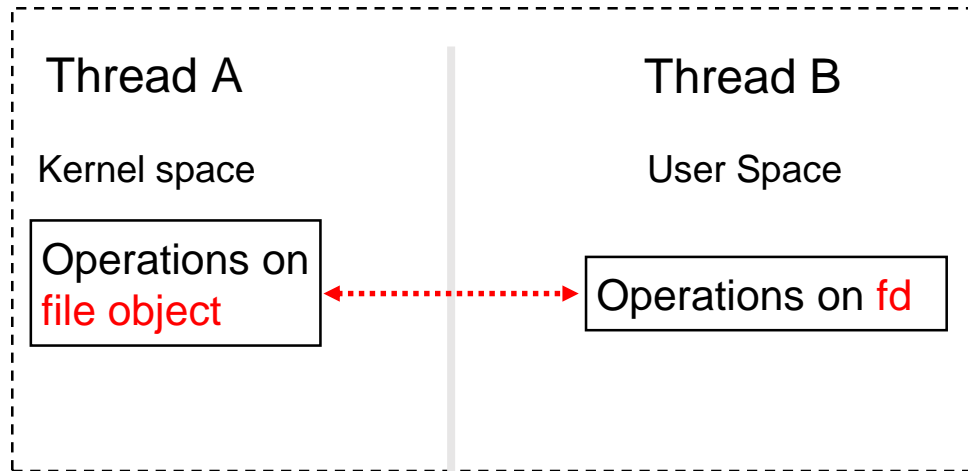 Thread A
Thread B
Kernel space
User Space
Operations on
file object
Operations on fd